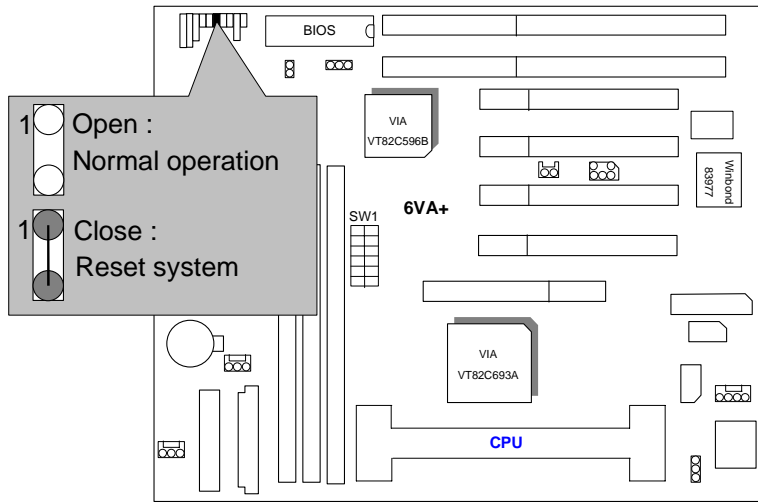 BIOS
1 Open :
Normal operation
1 Close :
Reset system
VIA
VT82C596B
Winbond
83977
6VA+
SW1
VIA
VT82C693A
CPU